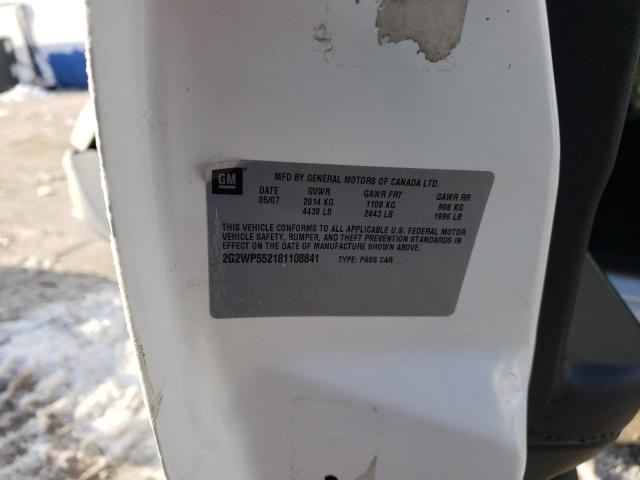 GM
MFD BY GENERAL MOTORS OF CANADA LTD.
DATE GVWR GAWR FRT GAWR RR
05/07 2014 KG 1108 KG 906 KG
4439 LB 2443 LB 1996 LB
THIS VEHICLE CONFORMS TO ALL APPLICABLE U.S. FEDERAL MOTOR
VEHICLE SAFETY, BUMPER, AND THEFT PREVENTION STANDARDS IN
EFFECT ON THE DATE OF MANUFACTURE SHOWN ABOVE.
2G2WP552181108841 TYPE: PASS CAR